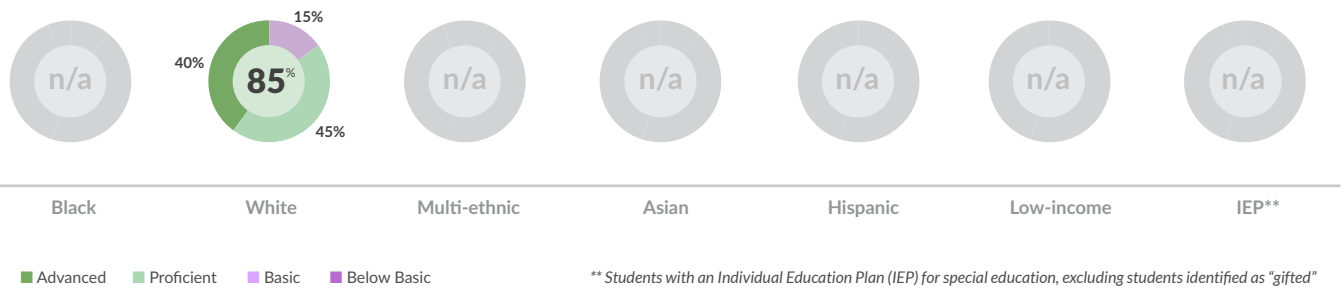 15%
40%
n/a
85%
n/a
n/a
n/a
n/a
n/a
45%
Black
White
Multi-ethnic
Asian
Hispanic
Low-income
IEP**
Advanced
Proficient
Basic
Below Basic
** Students with an Individual Education Plan (IEP) for special education, excluding students identified as “gifted”